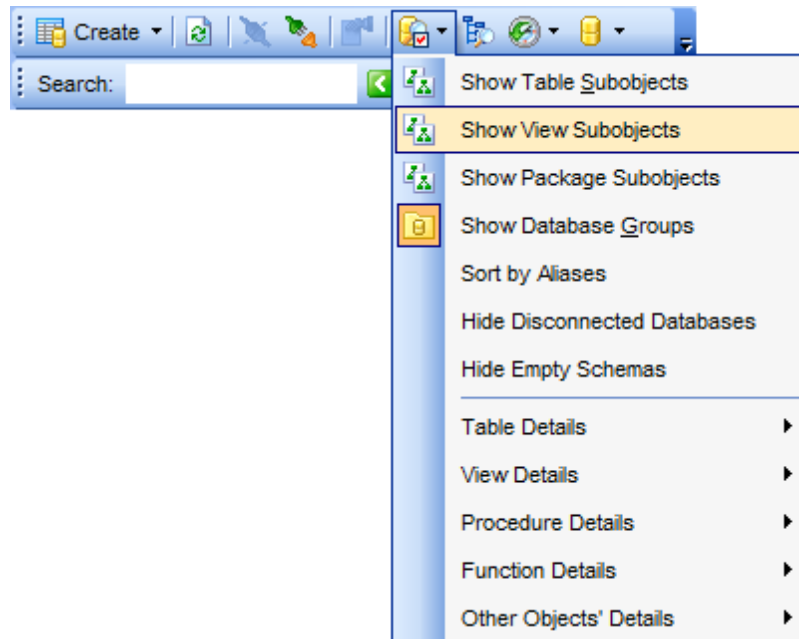 Create
Search:
Show Table Subobjects
Show View Subobjects
Show Package Subobjects
Show Database Groups
Sort by Aliases
Hide Disconnected Databases
Hide Empty Schemas
Table Details
View Details
Procedure Details
Function Details
Other Objects' Details